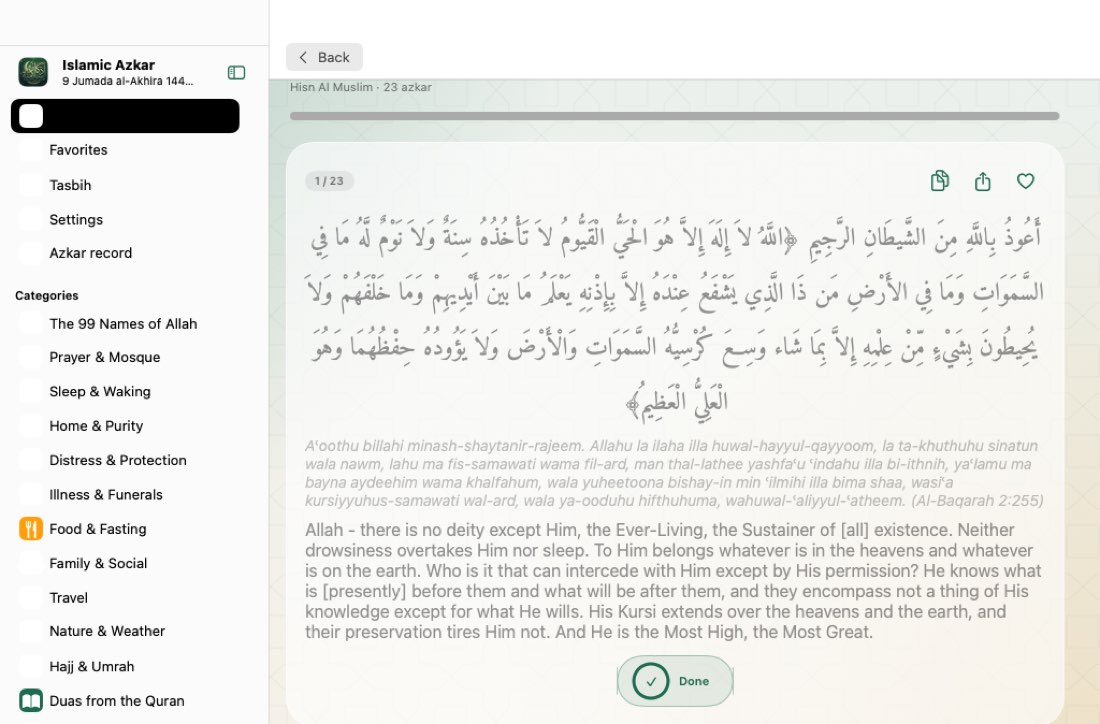 Islamic Azkar
9 Jumada al-Akhira 144...
Favorites
Tasbih
Settings
Azkar record
Categories
The 99 Names of Allah
Prayer & Mosque
Sleep & Waking
Home & Purity
Distress & Protection
Illness & Funerals
Food & Fasting
Family & Social
Travel
Nature & Weather
Hajj & Umrah
Duas from the Quran
Back
Hisn Al Muslim · 23 azkar
1 / 23
أَعُوذُ بِاللَّهِ مِنَ الشَّيطَانِ الرَّجِيمِ ﴿اللَّهُ لاَ إِلَهَ إِلاَّ هُوَ الْحَيُّ الْقَيُّومُ لاَ تَأْخُذُهُ سِنَةٌ وَلاَ نَوْمٌ لَّهُ مَا فِي
السَّمَوَاتِ وَمَا فِي الأَرْضِ مَن ذَا الَّذِي يَشْفَعُ عِنْدَهُ إِلاَّ بِإِذْنِهِ يَعْلَمُ مَا بَيْنَ أَيْدِيهِمْ وَمَا خَلْفَهُمْ وَلاَ
يُحِيطُونَ بِشَيْءٍ مِّنْ عِلْمِهِ إِلاَّ بِمَا شَاء وَسِعَ كُرْسِيُّهُ السَّمَوَاتِ وَالْأَرْضَ وَلاَ يَؤُودُهُ حِفْظُهُمَا وَهُوَ
الْعَلِيُّ الْعَظِيمُ﴾
Aʿoothu billahi minash-shaytanir-rajeem. Allahu la ilaha illa huwal-hayyul-qayyoom, la ta-khuthuhu sinatun
wala nawm, lahu ma fis-samawati wama fil-ard, man thal-lathee yashfaʿu ʿindahu illa bi-ithnih, yaʿlamu ma
bayna aydeehim wama khalfahum, wala yuheetoona bishay-in min ʿilmihi illa bima shaa, wasiʿa
kursiyyuhus-samawati wal-ard, wala ya-ooduhu hifthuhuma, wahuwal-ʿaliyyul-ʿatheem. (Al-Baqarah 2:255)
Allah - there is no deity except Him, the Ever-Living, the Sustainer of [all] existence. Neither
drowsiness overtakes Him nor sleep. To Him belongs whatever is in the heavens and whatever
is on the earth. Who is it that can intercede with Him except by His permission? He knows what
is [presently] before them and what will be after them, and they encompass not a thing of His
knowledge except for what He wills. His Kursi extends over the heavens and the earth, and
their preservation tires Him not. And He is the Most High, the Most Great.
Done